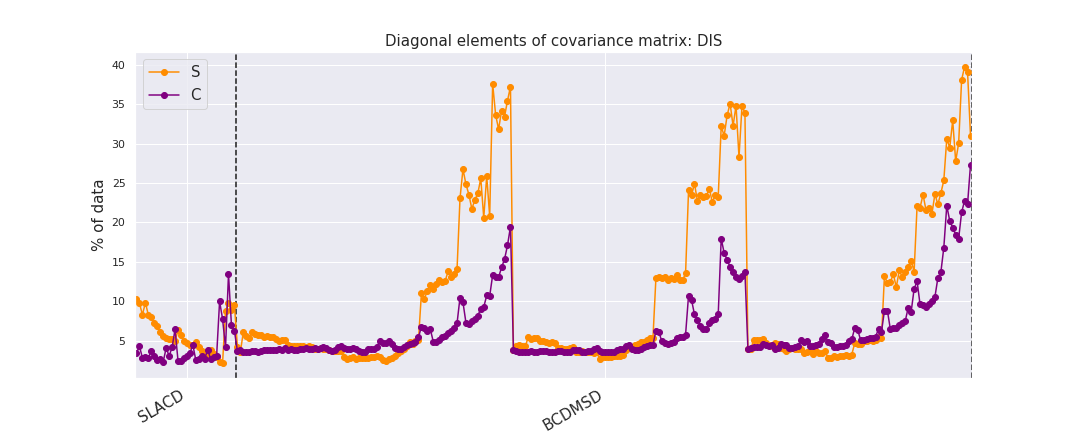 Diagonal elements of covariance matrix: DIS
S
C
% of data
40
35
30
25
20
15
10
5
SLACD
BCDMSD